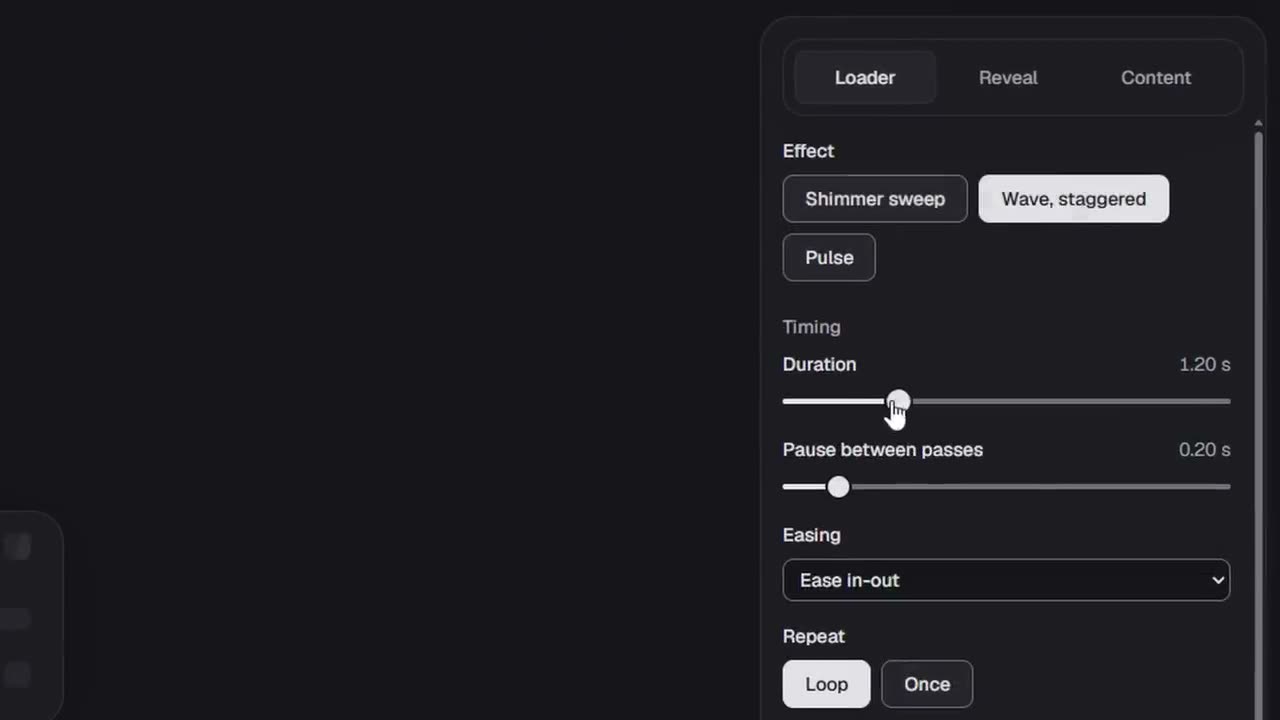 Loader Reveal Content
Effect
Shimmer sweep Wave, staggered
Pulse
Timing
Duration 1.20 s
Pause between passes 0.20 s
Easing
Ease in-out
Repeat
Loop Once